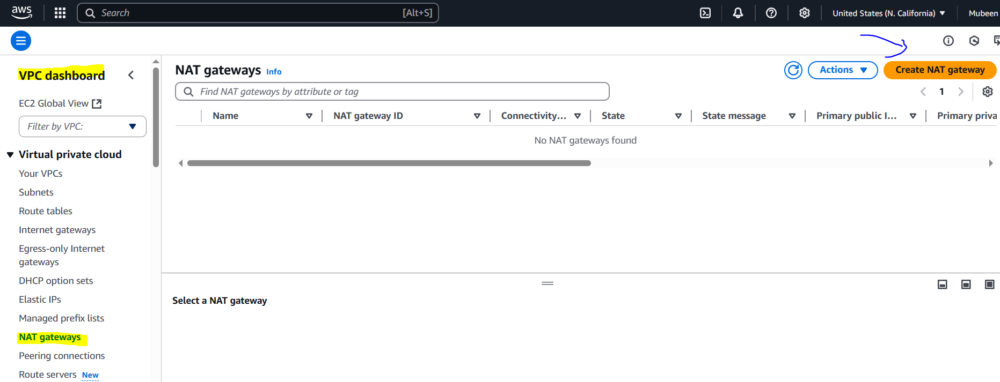 aws
Search [Alt+S]
United States (N. California)
Mubeen
VPC dashboard
EC2 Global View
Filter by VPC:
Virtual private cloud
Your VPCs
Subnets
Route tables
Internet gateways
Egress-only Internet
gateways
DHCP option sets
Elastic IPs
Managed prefix lists
NAT gateways
Peering connections
Route servers New
NAT gateways Info
Actions
Create NAT gateway
Find NAT gateways by attribute or tag
1
Name NAT gateway ID Connectivity... State State message Primary public I... Primary priva
No NAT gateways found
Select a NAT gateway